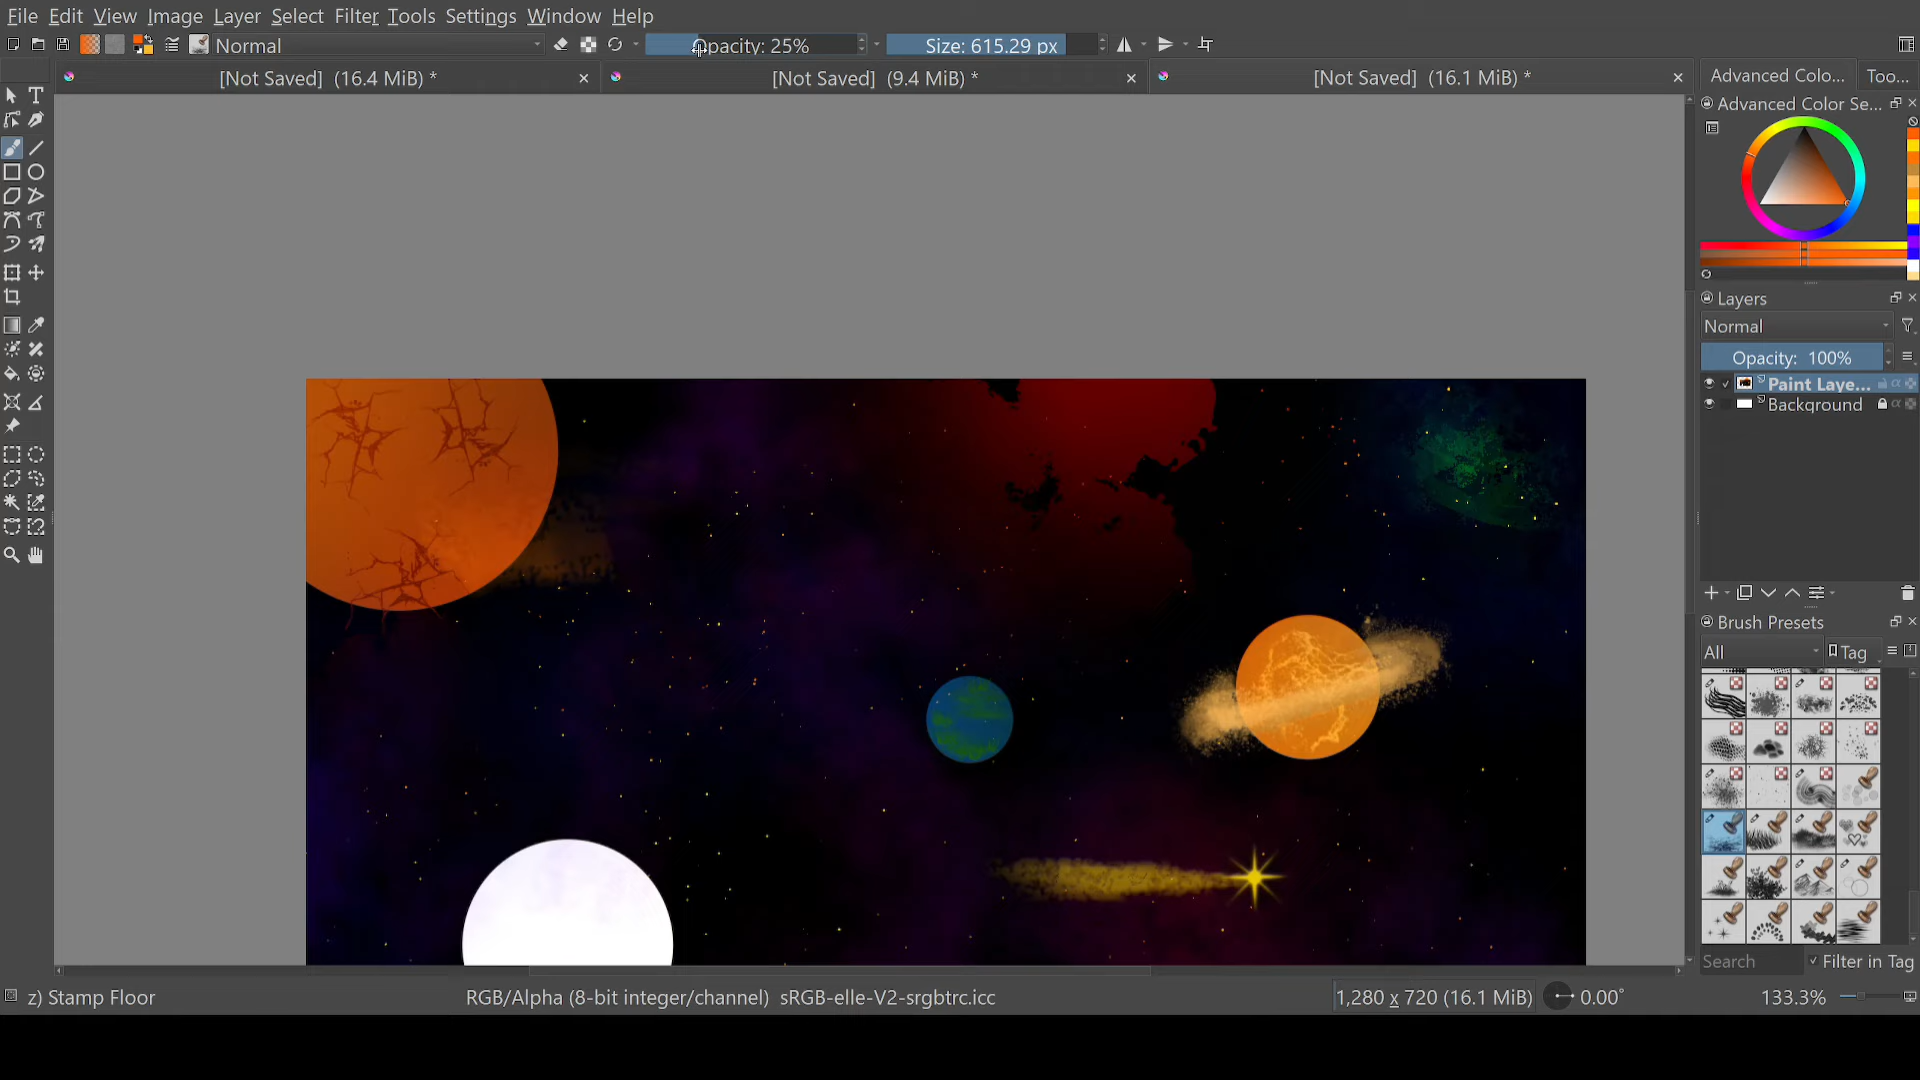 File Edit View Image Layer Select Filter Tools Settings Window Help
Normal
Opacity: 25%
Size: 615.29 px
[Not Saved] (16.4 MiB) *
[Not Saved] (9.4 MiB) *
[Not Saved] (16.1 MiB) *
Advanced Colo...
Too...
Advanced Color Se...
Layers
Normal
Opacity: 100%
Paint Laye...
Background
Brush Presets
All
Tag
Search
Filter in Tag
z) Stamp Floor
RGB/Alpha (8-bit integer/channel) sRGB-elle-V2-srgbtrc.icc
1,280 x 720 (16.1 MiB)
0.00°
133.3%